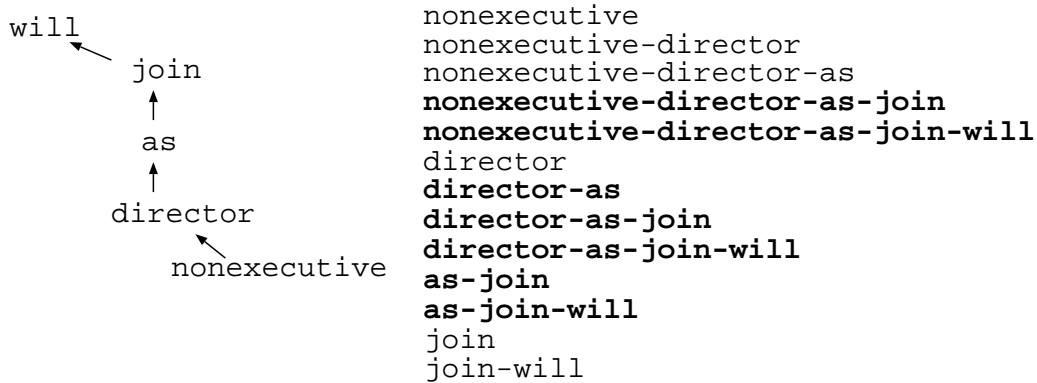 will
join
as
director
nonexecutive
nonexecutive
nonexecutive-director
nonexecutive-director-as
nonexecutive-director-as-join
nonexecutive-director-as-join-will
director
director-as
director-as-join
director-as-join-will
as-join
as-join-will
join
join-will